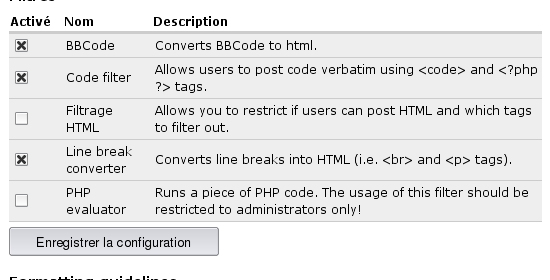 Filtres
Activé Nom Description
BBCode Converts BBCode to html.
Code filter Allows users to post code verbatim using <code> and <?php
?> tags.
Filtrage
HTML
Allows you to restrict if users can post HTML and which tags
to filter out.
Line break
converter
Converts line breaks into HTML (i.e. <br> and <p> tags).
PHP
evaluator
Runs a piece of PHP code. The usage of this filter should be
restricted to administrators only!
Enregistrer la configuration
Formatting guidelines